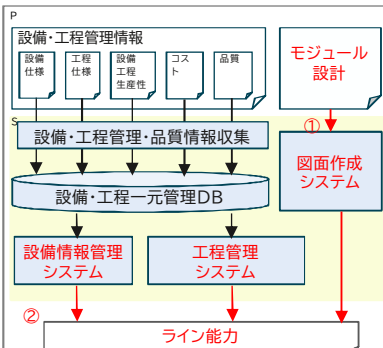 P
設備・工程管理情報
設備
仕様
工程
仕様
設備
工程
生産性
コス
ト
品質
モジュール
設計
①
S
設備・工程管理・品質情報収集
図面作成
システム
設備・工程一元管理DB
設備情報管理
システム
工程管理
システム
②
ライン能力